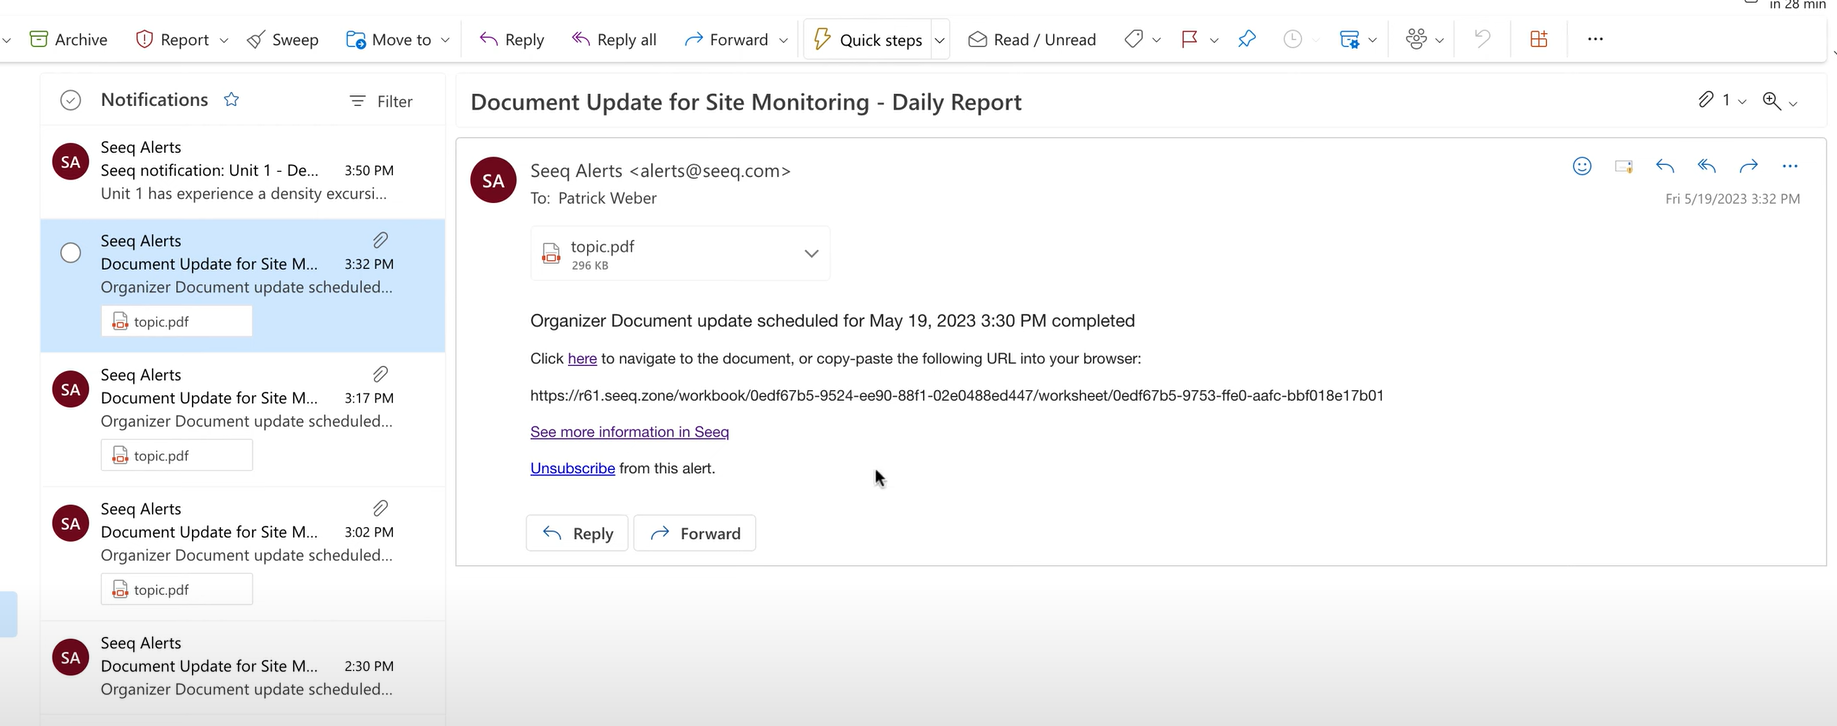 in 28 min
Archive Report Sweep Move to Reply Reply all Forward Quick steps Read / Unread
Notifications Filter
SA
Seeq Alerts
Seeq notification: Unit 1 - De... 3:50 PM
Unit 1 has experience a density excursi...
Seeq Alerts
Document Update for Site M... 3:32 PM
Organizer Document update scheduled...
topic.pdf
SA
Seeq Alerts
Document Update for Site M... 3:17 PM
Organizer Document update scheduled...
topic.pdf
SA
Seeq Alerts
Document Update for Site M... 3:02 PM
Organizer Document update scheduled...
topic.pdf
SA
Seeq Alerts
Document Update for Site M... 2:30 PM
Organizer Document update scheduled...
Document Update for Site Monitoring - Daily Report 1
SA
Seeq Alerts <alerts@seeq.com>
To: Patrick Weber Fri 5/19/2023 3:32 PM
topic.pdf
296 KB
Organizer Document update scheduled for May 19, 2023 3:30 PM completed
Click here to navigate to the document, or copy-paste the following URL into your browser:
https://r61.seeq.zone/workbook/0edf67b5-9524-ee90-88f1-02e0488ed447/worksheet/0edf67b5-9753-ffe0-aafc-bbf018e17b01
See more information in Seeq
Unsubscribe from this alert.
Reply Forward